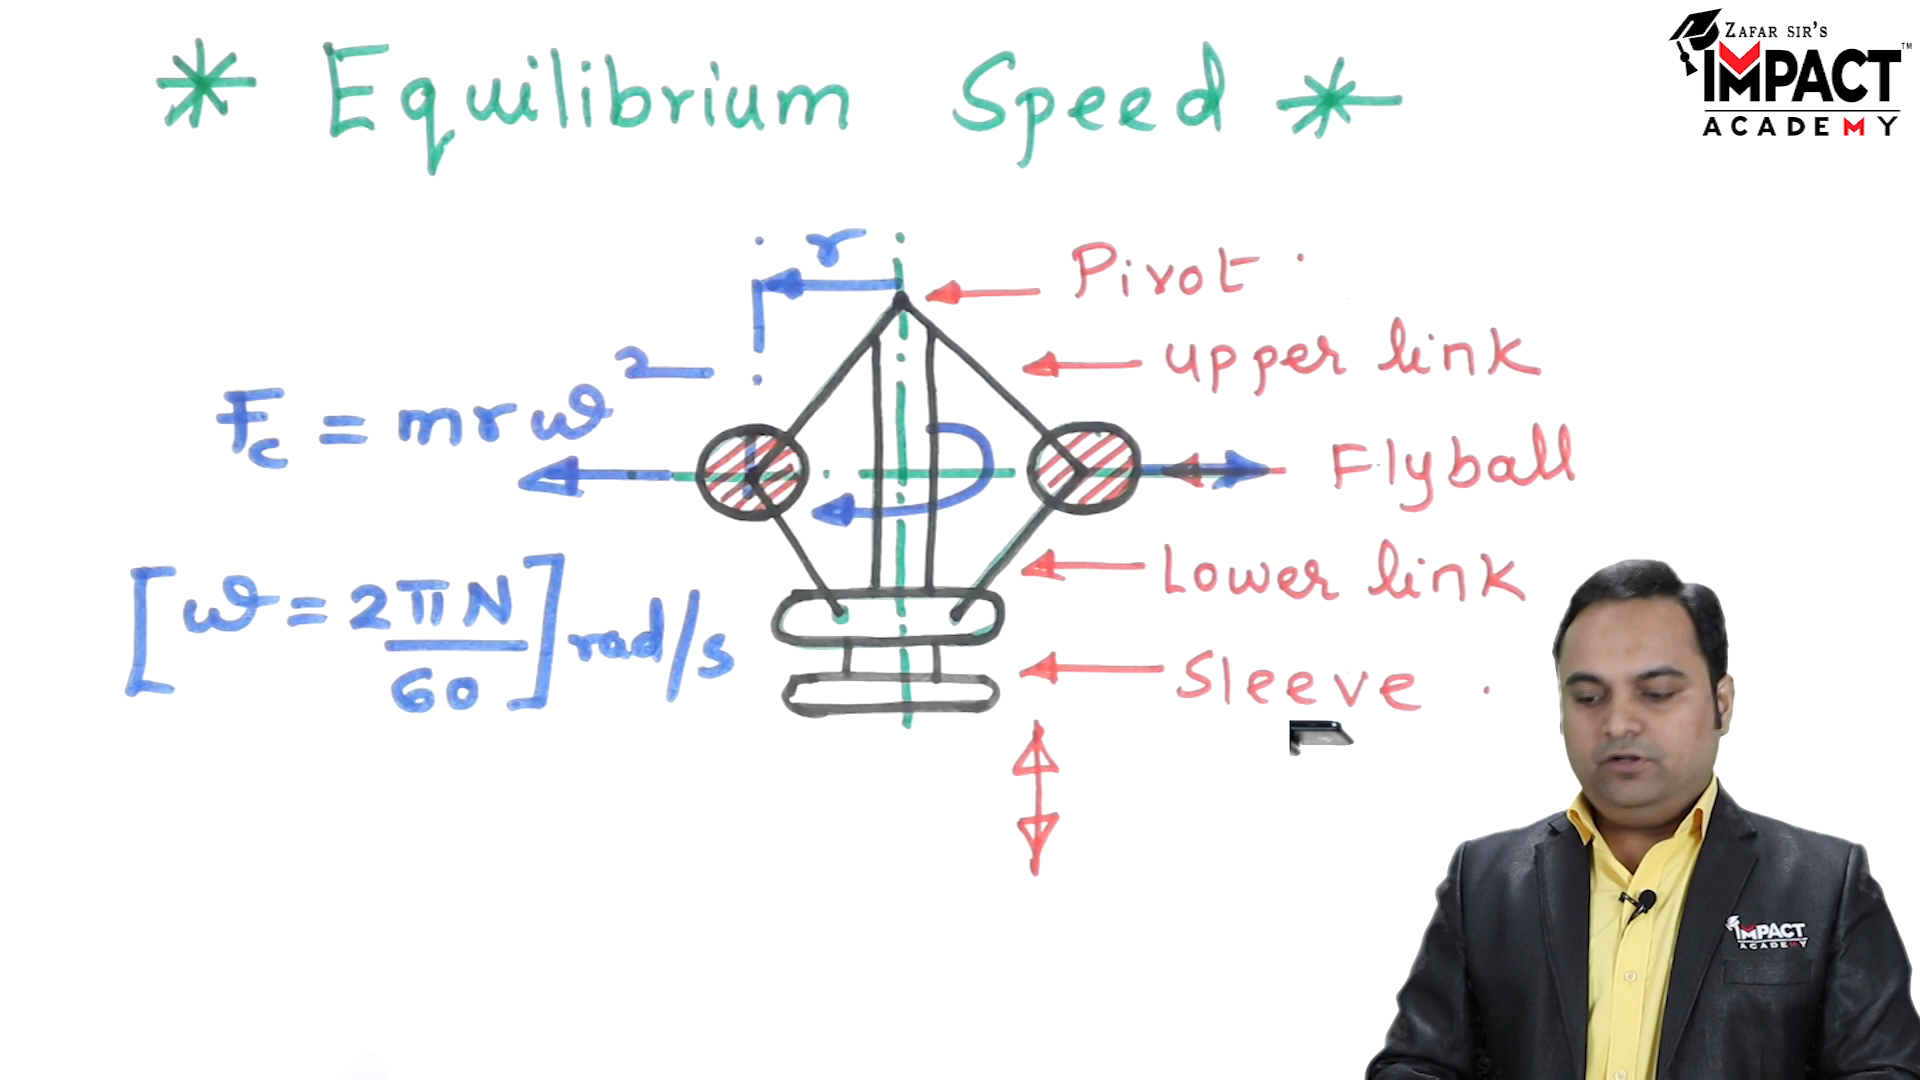 * Equilibrium Speed *
ZAFAR SIR'S
IMPACT™
ACADEMY
r
Pivot
upper link
Fc = mrω²
Flyball
Lower link
[ω = 2πN/60] rad/s
Sleeve
IMPACT
ACADEMY